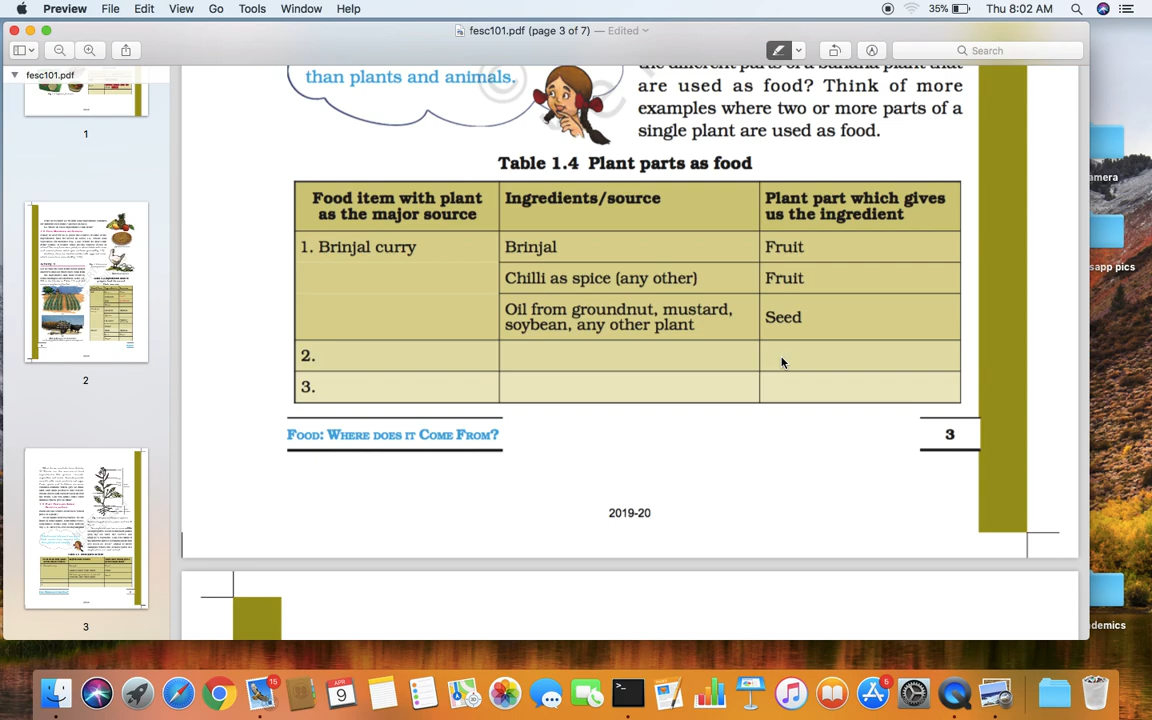 Preview File Edit View Go Tools Window Help 35% Thu 8:02 AM
fesc101.pdf (page 3 of 7) — Edited
Search
fesc101.pdf
1
2
3
than plants and animals.
are used as food? Think of more
examples where two or more parts of a
single plant are used as food.
Table 1.4 Plant parts as food
Food item with plant as the major source Ingredients/source Plant part which gives us the ingredient
1. Brinjal curry Brinjal Fruit
Chilli as spice (any other) Fruit
Oil from groundnut, mustard,
soybean, any other plant Seed
2.
3.
FOOD: WHERE DOES IT COME FROM?
3
2019-20
amera
sapp pics
demics
15
APR
9
5